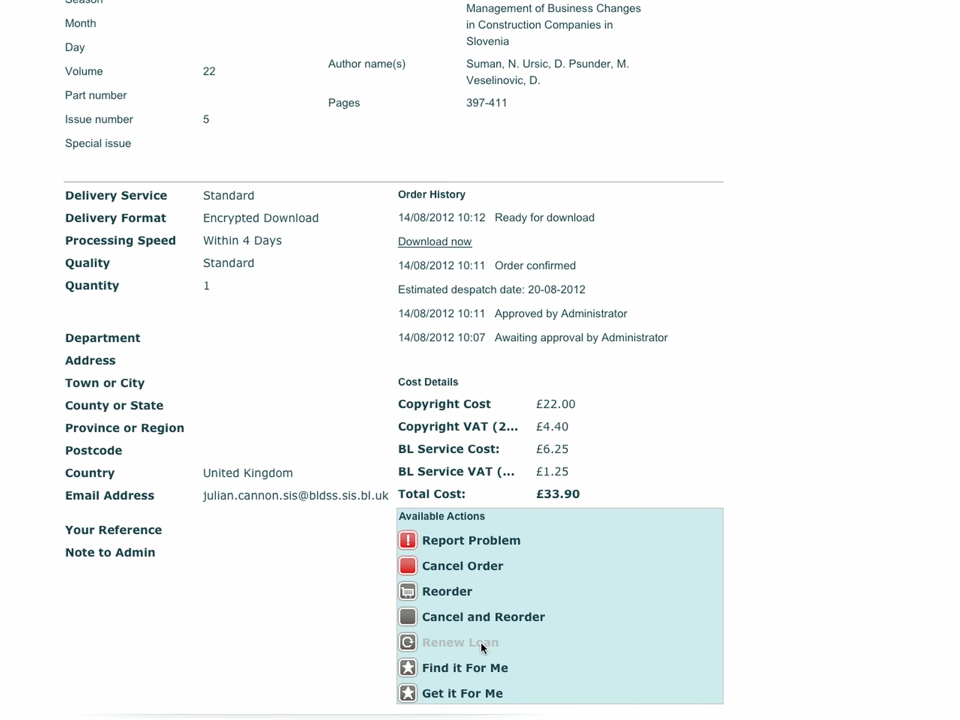 Season
Month
Day
Volume 22
Part number
Issue number 5
Special issue
Management of Business Changes
in Construction Companies in
Slovenia
Author name(s) Suman, N. Ursic, D. Psunder, M.
Veselinovic, D.
Pages 397-411
Delivery Service Standard
Delivery Format Encrypted Download
Processing Speed Within 4 Days
Quality Standard
Quantity 1
Department
Address
Town or City
County or State
Province or Region
Postcode
Country United Kingdom
Email Address julian.cannon.sis@bldss.sis.bl.uk
Your Reference
Note to Admin
Order History
14/08/2012 10:12 Ready for download
Download now
14/08/2012 10:11 Order confirmed
Estimated despatch date: 20-08-2012
14/08/2012 10:11 Approved by Administrator
14/08/2012 10:07 Awaiting approval by Administrator
Cost Details
Copyright Cost £22.00
Copyright VAT (2... £4.40
BL Service Cost: £6.25
BL Service VAT (... £1.25
Total Cost: £33.90
Available Actions
Report Problem
Cancel Order
Reorder
Cancel and Reorder
Renew Loan
Find it For Me
Get it For Me